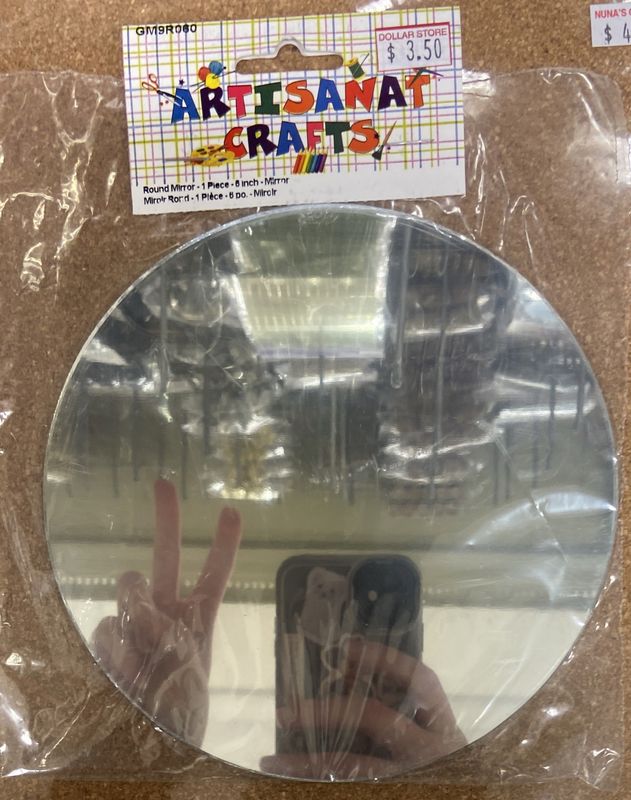 GM9R060
DOLLAR STORE
$ 3.50
NUNA'S
$ 4
ARTISANAT
CRAFTS
Round Mirror - 1 Piece - 6 inch - Mirror
Miroir Rond - 1 Pièce - 6 po. - Miroir